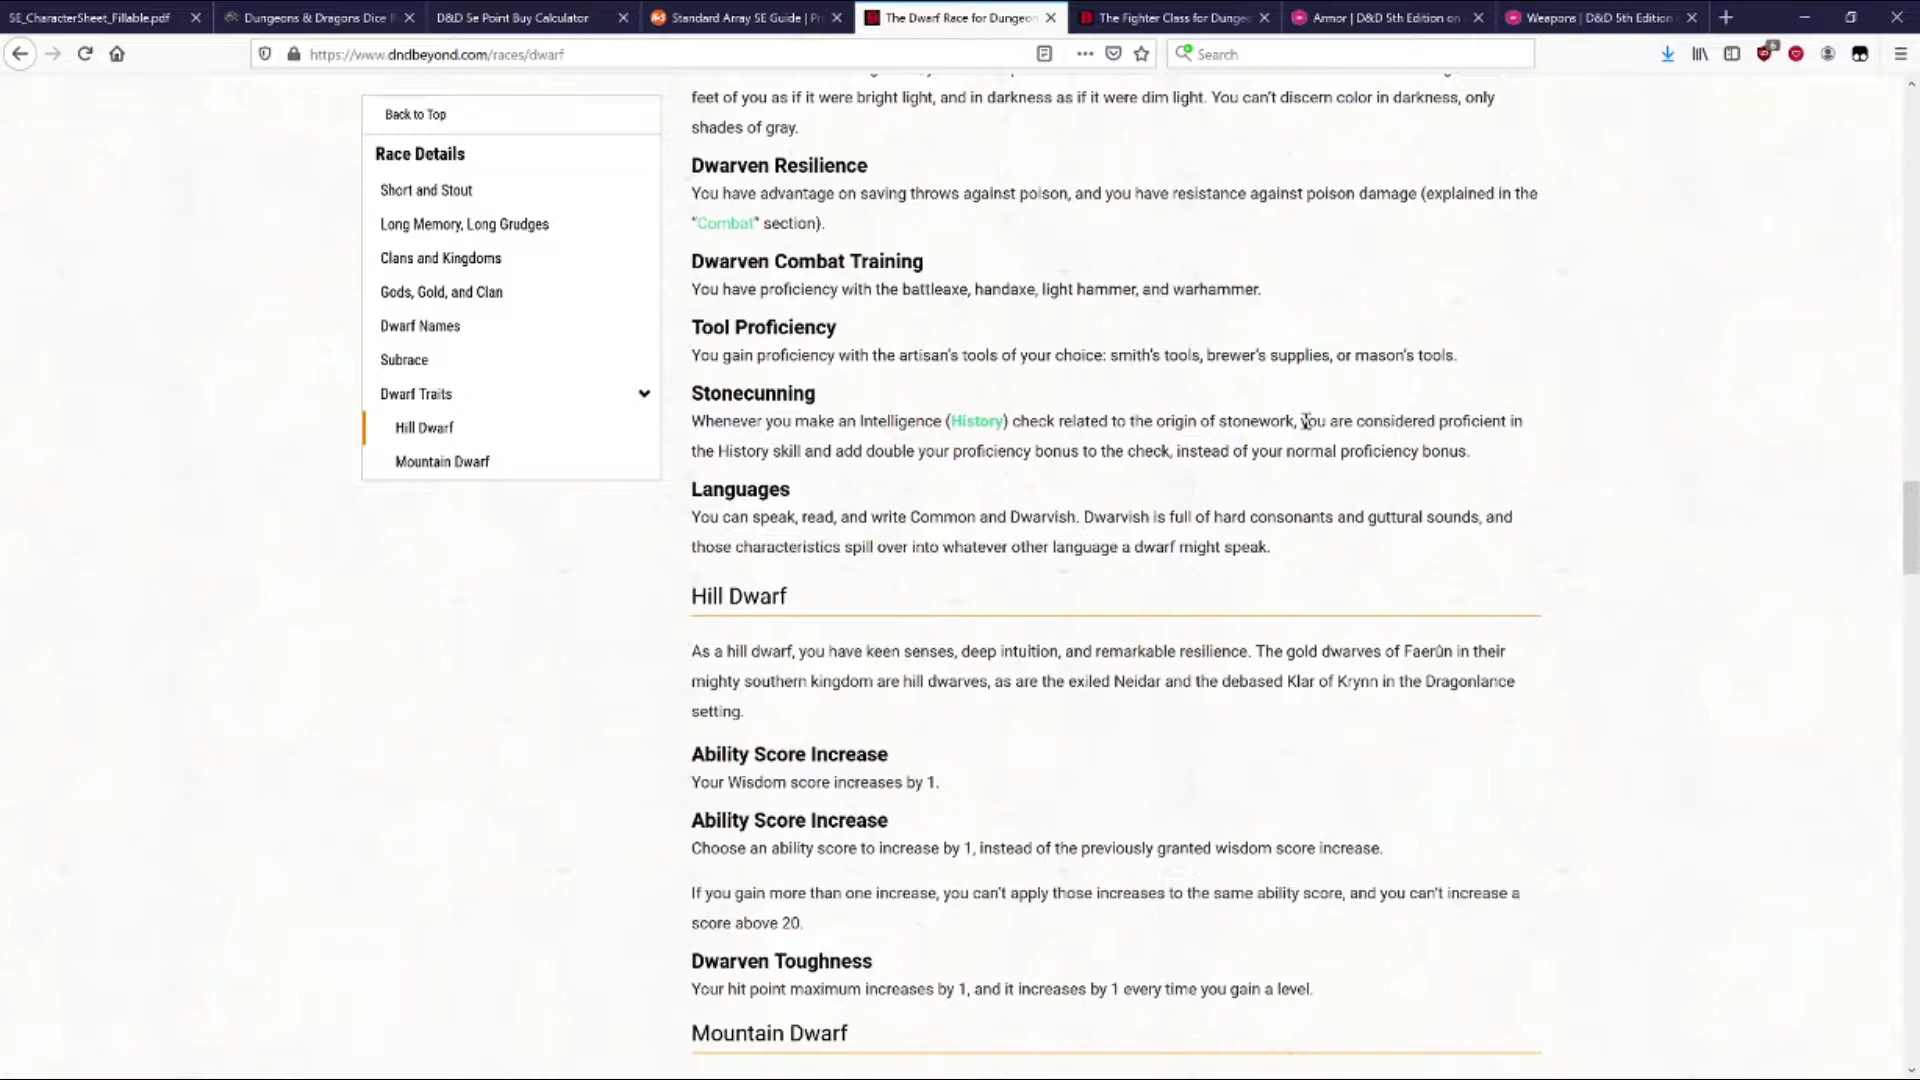 5E_CharacterSheet_Fillable.pdf
Dungeons & Dragons Dice
D&D 5e Point Buy Calculator
Standard Array 5E Guide |
The Dwarf Race for Dungeon
The Fighter Class for Dunge
Armor | D&D 5th Edition on
Weapons | D&D 5th Edition
https://www.dndbeyond.com/races/dwarf
Search
feet of you as if it were bright light, and in darkness as if it were dim light. You can't discern color in darkness, only
shades of gray.
Back to Top
Race Details
Short and Stout
Long Memory, Long Grudges
Clans and Kingdoms
Gods, Gold, and Clan
Dwarf Names
Subrace
Dwarf Traits
Hill Dwarf
Mountain Dwarf
Dwarven Resilience
You have advantage on saving throws against poison, and you have resistance against poison damage (explained in the
"Combat" section).
Dwarven Combat Training
You have proficiency with the battleaxe, handaxe, light hammer, and warhammer.
Tool Proficiency
You gain proficiency with the artisan's tools of your choice: smith's tools, brewer's supplies, or mason's tools.
Stonecunning
Whenever you make an Intelligence (History) check related to the origin of stonework, you are considered proficient in
the History skill and add double your proficiency bonus to the check, instead of your normal proficiency bonus.
Languages
You can speak, read, and write Common and Dwarvish. Dwarvish is full of hard consonants and guttural sounds, and
those characteristics spill over into whatever other language a dwarf might speak.
Hill Dwarf
As a hill dwarf, you have keen senses, deep intuition, and remarkable resilience. The gold dwarves of Faerûn in their
mighty southern kingdom are hill dwarves, as are the exiled Neidar and the debased Klar of Krynn in the Dragonlance
setting.
Ability Score Increase
Your Wisdom score increases by 1.
Ability Score Increase
Choose an ability score to increase by 1, instead of the previously granted wisdom score increase.
If you gain more than one increase, you can't apply those increases to the same ability score, and you can't increase a
score above 20.
Dwarven Toughness
Your hit point maximum increases by 1, and it increases by 1 every time you gain a level.
Mountain Dwarf